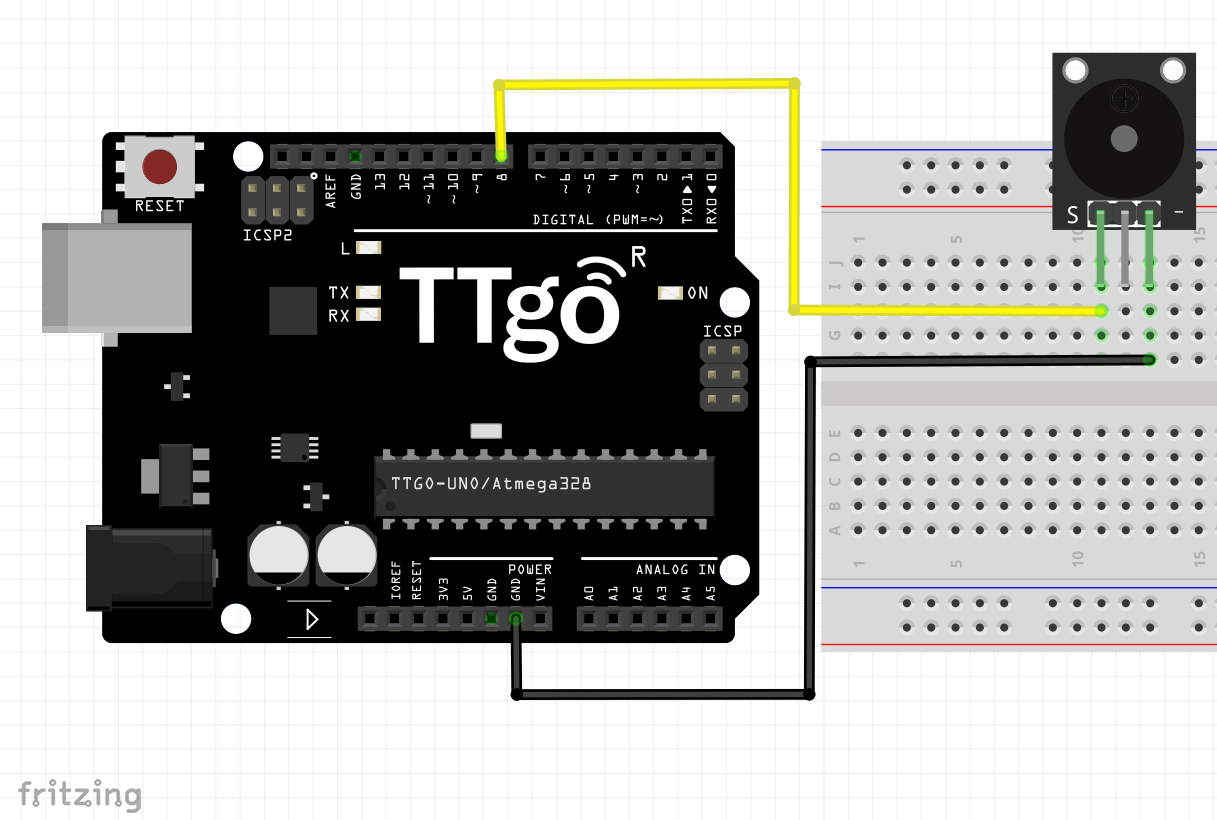 RESET
ICSP2
AREF
GND
13
12
~11
~10
~9
8
7
~6
~5
4
~3
2
TX0▶1
RX0◀0
DIGITAL (PWM=~)
L
TX
RX
TTgo
R
ON
ICSP
TTGO-UNO/Atmega328
POWER
ANALOG IN
IOREF
RESET
3V3
5V
GND
GND
VIN
A0
A1
A2
A3
A4
A5
S
-
1
5
10
15
J
I
G
E
D
C
B
A
1
5
10
15
fritzing